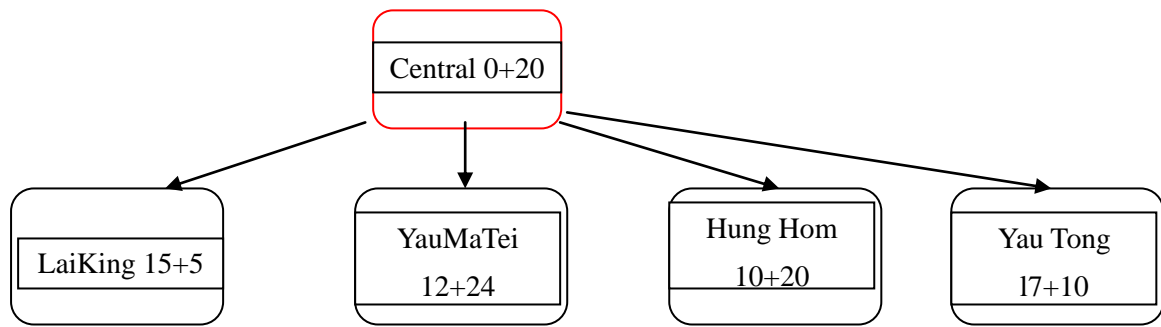 Central 0+20
LaiKing 15+5
YauMaTei
12+24
Hung Hom
10+20
Yau Tong
l7+10